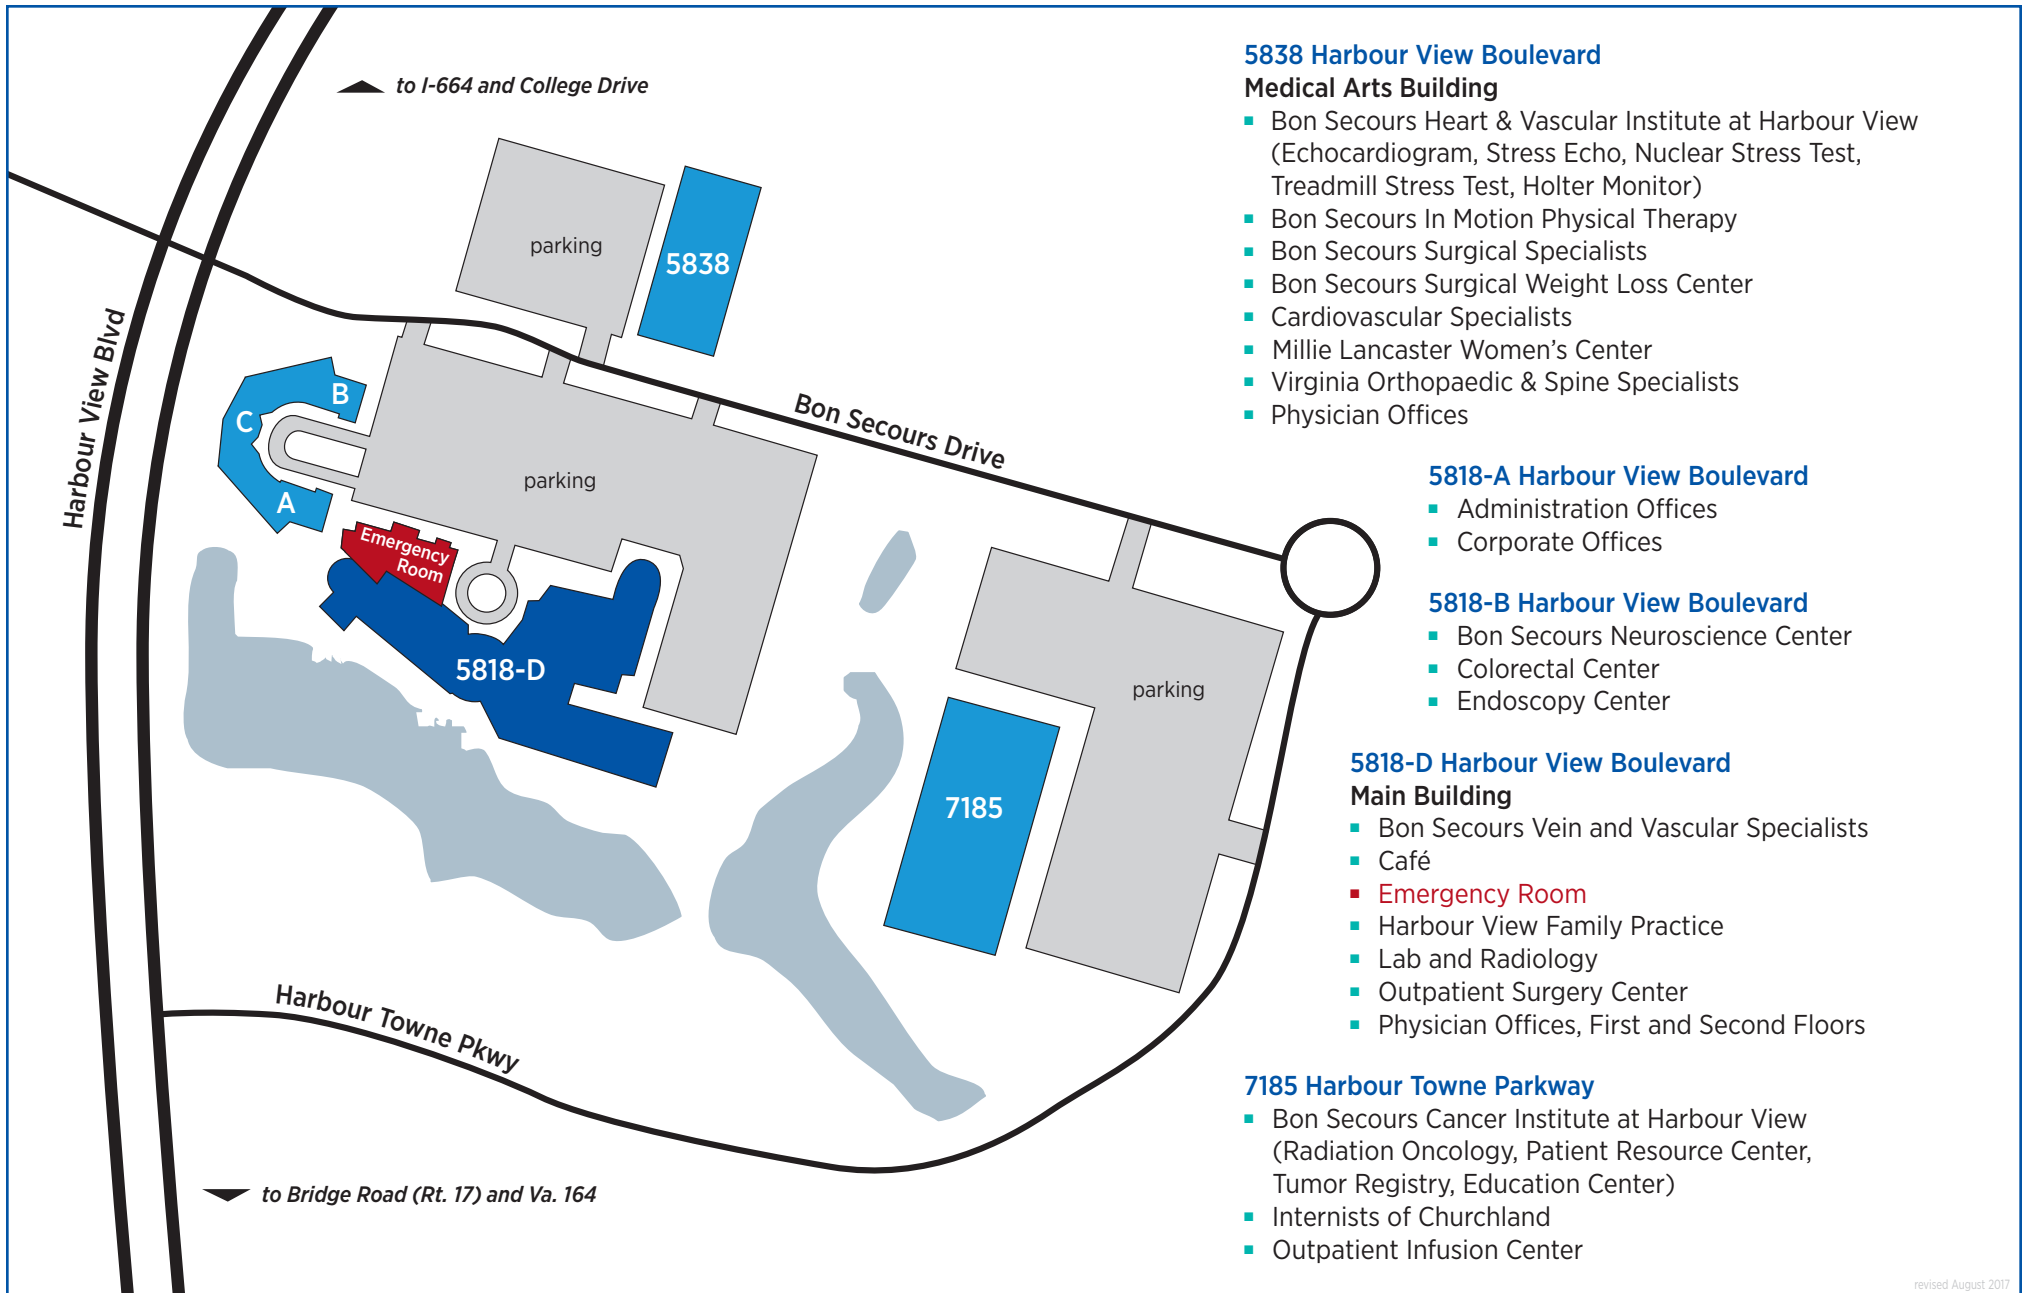 to I-664 and College Drive
parking
5838
Harbour View Blvd
B
C
A
Bon Secours Drive
parking
Emergency
Room
5818-D
parking
7185
Harbour Towne Pkwy
to Bridge Road (Rt. 17) and Va. 164
5838 Harbour View Boulevard
Medical Arts Building
Bon Secours Heart & Vascular Institute at Harbour View
(Echocardiogram, Stress Echo, Nuclear Stress Test,
Treadmill Stress Test, Holter Monitor)
Bon Secours In Motion Physical Therapy
Bon Secours Surgical Specialists
Bon Secours Surgical Weight Loss Center
Cardiovascular Specialists
Millie Lancaster Women's Center
Virginia Orthopaedic & Spine Specialists
Physician Offices
5818-A Harbour View Boulevard
Administration Offices
Corporate Offices
5818-B Harbour View Boulevard
Bon Secours Neuroscience Center
Colorectal Center
Endoscopy Center
5818-D Harbour View Boulevard
Main Building
Bon Secours Vein and Vascular Specialists
Café
Emergency Room
Harbour View Family Practice
Lab and Radiology
Outpatient Surgery Center
Physician Offices, First and Second Floors
7185 Harbour Towne Parkway
Bon Secours Cancer Institute at Harbour View
(Radiation Oncology, Patient Resource Center,
Tumor Registry, Education Center)
Internists of Churchland
Outpatient Infusion Center
revised August 2017